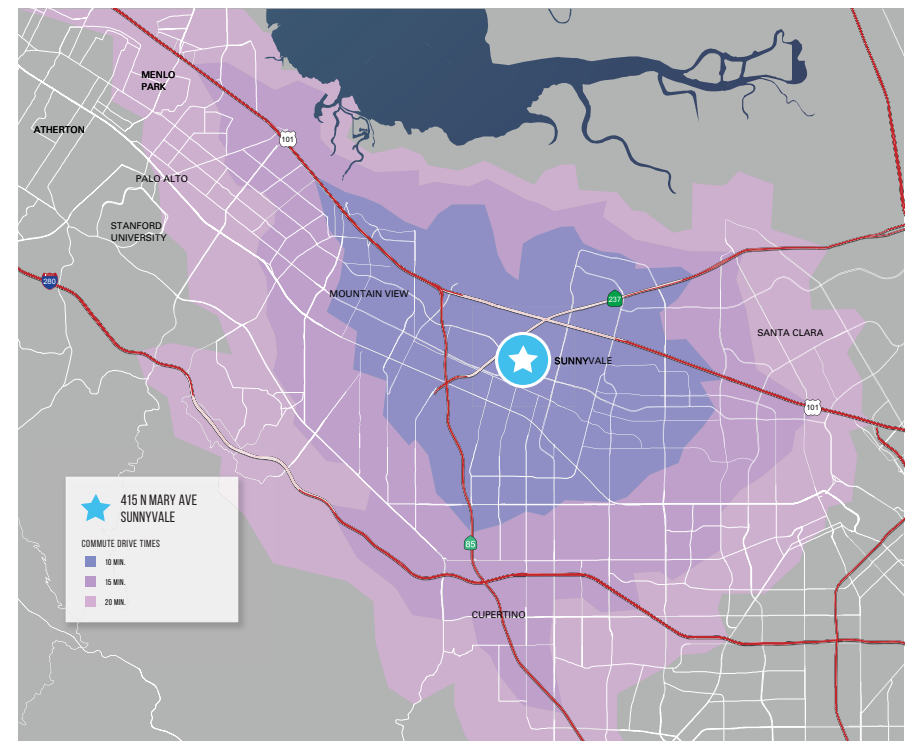 MENLO
PARK
ATHERTON
101
PALO ALTO
STANFORD
UNIVERSITY
280
MOUNTAIN VIEW
237
SANTA CLARA
SUNNYVALE
101
415 N MARY AVE
SUNNYVALE
COMMUTE DRIVE TIMES
10 MIN.
15 MIN.
20 MIN.
85
CUPERTINO